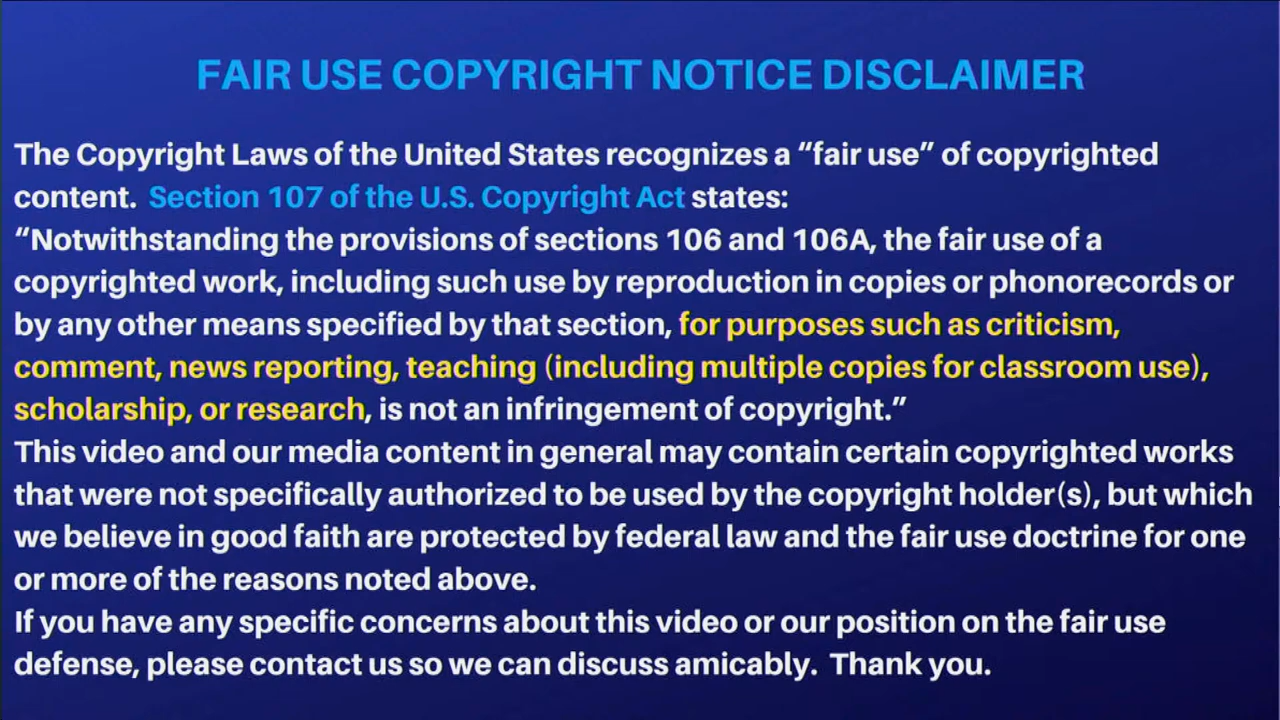 FAIR USE COPYRIGHT NOTICE DISCLAIMER
The Copyright Laws of the United States recognizes a “fair use” of copyrighted
content.  Section 107 of the U.S. Copyright Act states:
“Notwithstanding the provisions of sections 106 and 106A, the fair use of a
copyrighted work, including such use by reproduction in copies or phonorecords or
by any other means specified by that section, for purposes such as criticism,
comment, news reporting, teaching (including multiple copies for classroom use),
scholarship, or research, is not an infringement of copyright.”
This video and our media content in general may contain certain copyrighted works
that were not specifically authorized to be used by the copyright holder(s), but which
we believe in good faith are protected by federal law and the fair use doctrine for one
or more of the reasons noted above.
If you have any specific concerns about this video or our position on the fair use
defense, please contact us so we can discuss amicably.  Thank you.